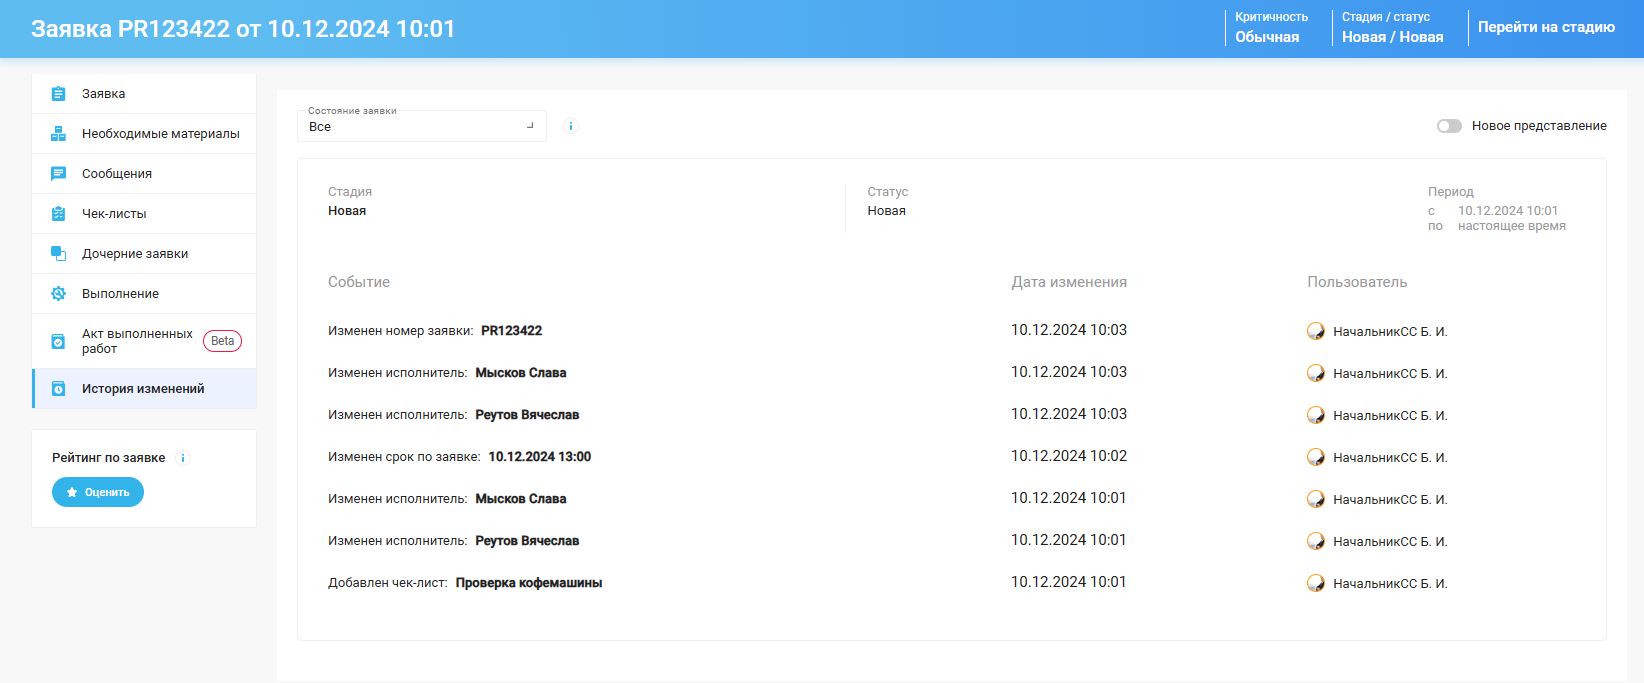 Заявка PR123422 от 10.12.2024 10:01
Критичность
Обычная
Стадия / статус
Новая / Новая
Перейти на стадию
Заявка
Необходимые материалы
Сообщения
Чек-листы
Дочерние заявки
Выполнение
Акт выполненных
работ
Beta
История изменений
Рейтинг по заявке
Оценить
Состояние заявки
Все
Новое представление
Стадия
Новая
Статус
Новая
Период
с 10.12.2024 10:01
по настоящее время
Событие Дата изменения Пользователь
Изменен номер заявки: PR123422 10.12.2024 10:03 НачальникСС Б. И.
Изменен исполнитель: Мысков Слава 10.12.2024 10:03 НачальникСС Б. И.
Изменен исполнитель: Реутов Вячеслав 10.12.2024 10:03 НачальникСС Б. И.
Изменен срок по заявке: 10.12.2024 13:00 10.12.2024 10:02 НачальникСС Б. И.
Изменен исполнитель: Мысков Слава 10.12.2024 10:01 НачальникСС Б. И.
Изменен исполнитель: Реутов Вячеслав 10.12.2024 10:01 НачальникСС Б. И.
Добавлен чек-лист: Проверка кофемашины 10.12.2024 10:01 НачальникСС Б. И.